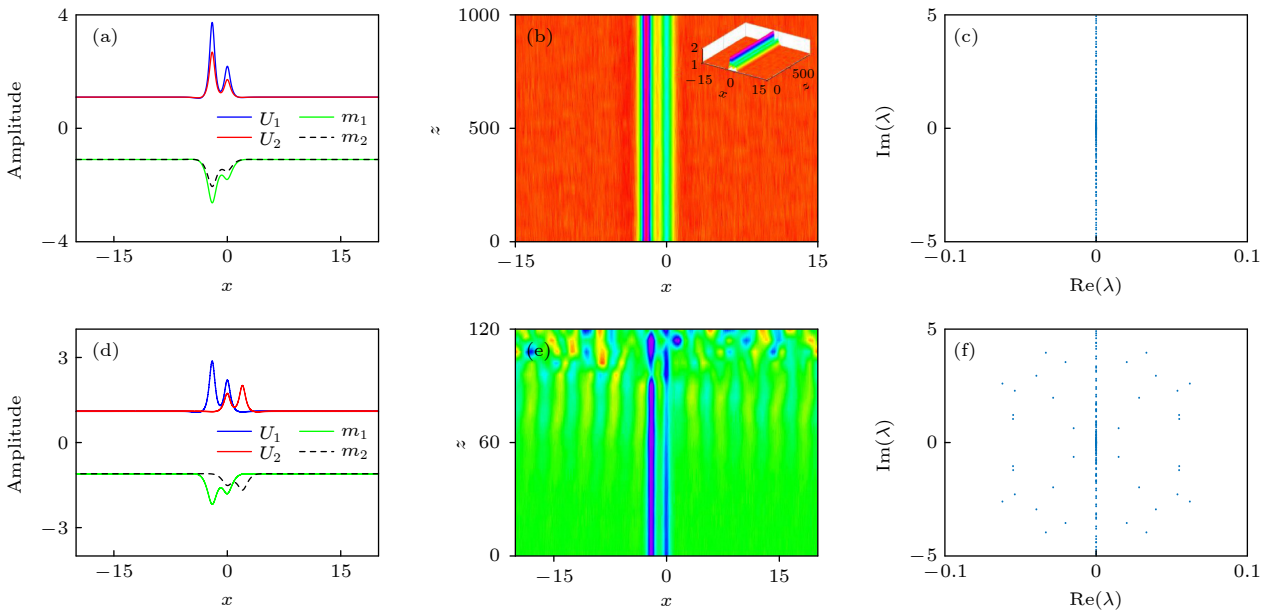 (a)
Amplitude
4
0
−4
U₁
U₂
m₁
m₂
−15
0
15
x
(b)
z
1000
500
0
2
1
−15
0
15
x
0
500
z
−15
0
15
x
(c)
Im(λ)
5
0
−5
−0.1
0
0.1
Re(λ)
(d)
Amplitude
3
0
−3
U₁
U₂
m₁
m₂
−15
0
15
x
(e)
z
120
60
0
−15
0
15
x
(f)
Im(λ)
5
0
−5
−0.1
0
0.1
Re(λ)